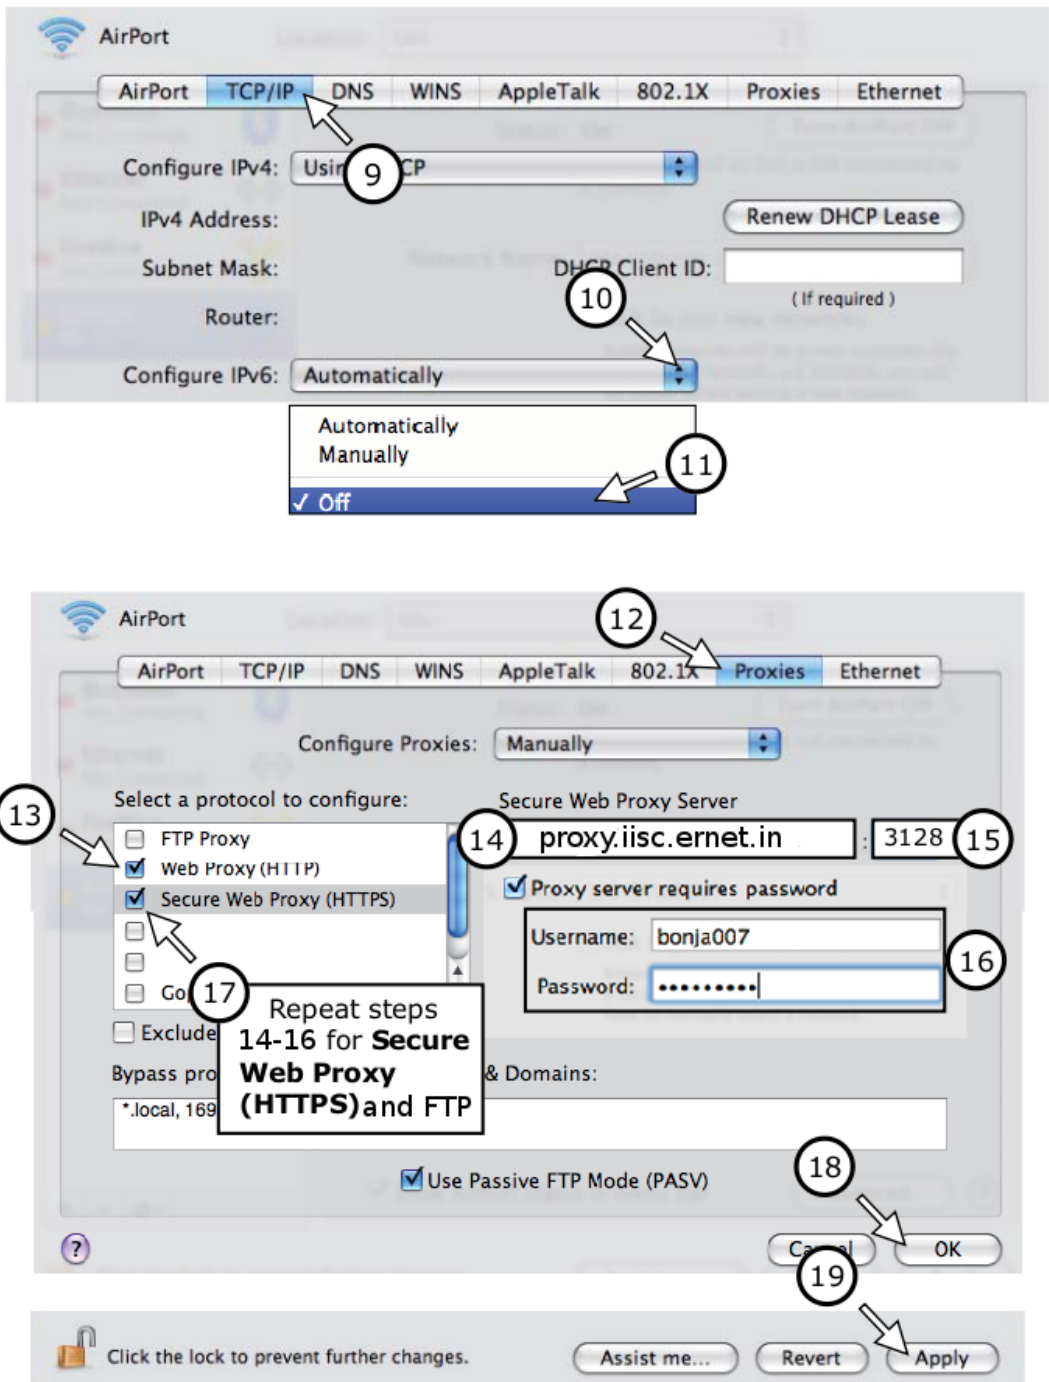 AirPort
AirPort TCP/IP DNS WINS AppleTalk 802.1X Proxies Ethernet
9
Configure IPv4: Using CP
IPv4 Address:
Renew DHCP Lease
Subnet Mask:
DHCP Client ID:
( If required )
10
Router:
Configure IPv6: Automatically
Automatically
Manually
11
✓ Off
AirPort
12
AirPort TCP/IP DNS WINS AppleTalk 802.1X Proxies Ethernet
Configure Proxies: Manually
13
Select a protocol to configure:
Secure Web Proxy Server
FTP Proxy
14 proxy.iisc.ernet.in : 3128 15
Web Proxy (HTTP)
Secure Web Proxy (HTTPS)
Proxy server requires password
Username: bonja007
16
Password: •••••••••
Go
17
Repeat steps
14-16 for Secure
Web Proxy
(HTTPS) and FTP
Exclude
Bypass pro & Domains:
*.local, 169
Use Passive FTP Mode (PASV)
18
? Cancel OK
19
Click the lock to prevent further changes.
Assist me... Revert Apply